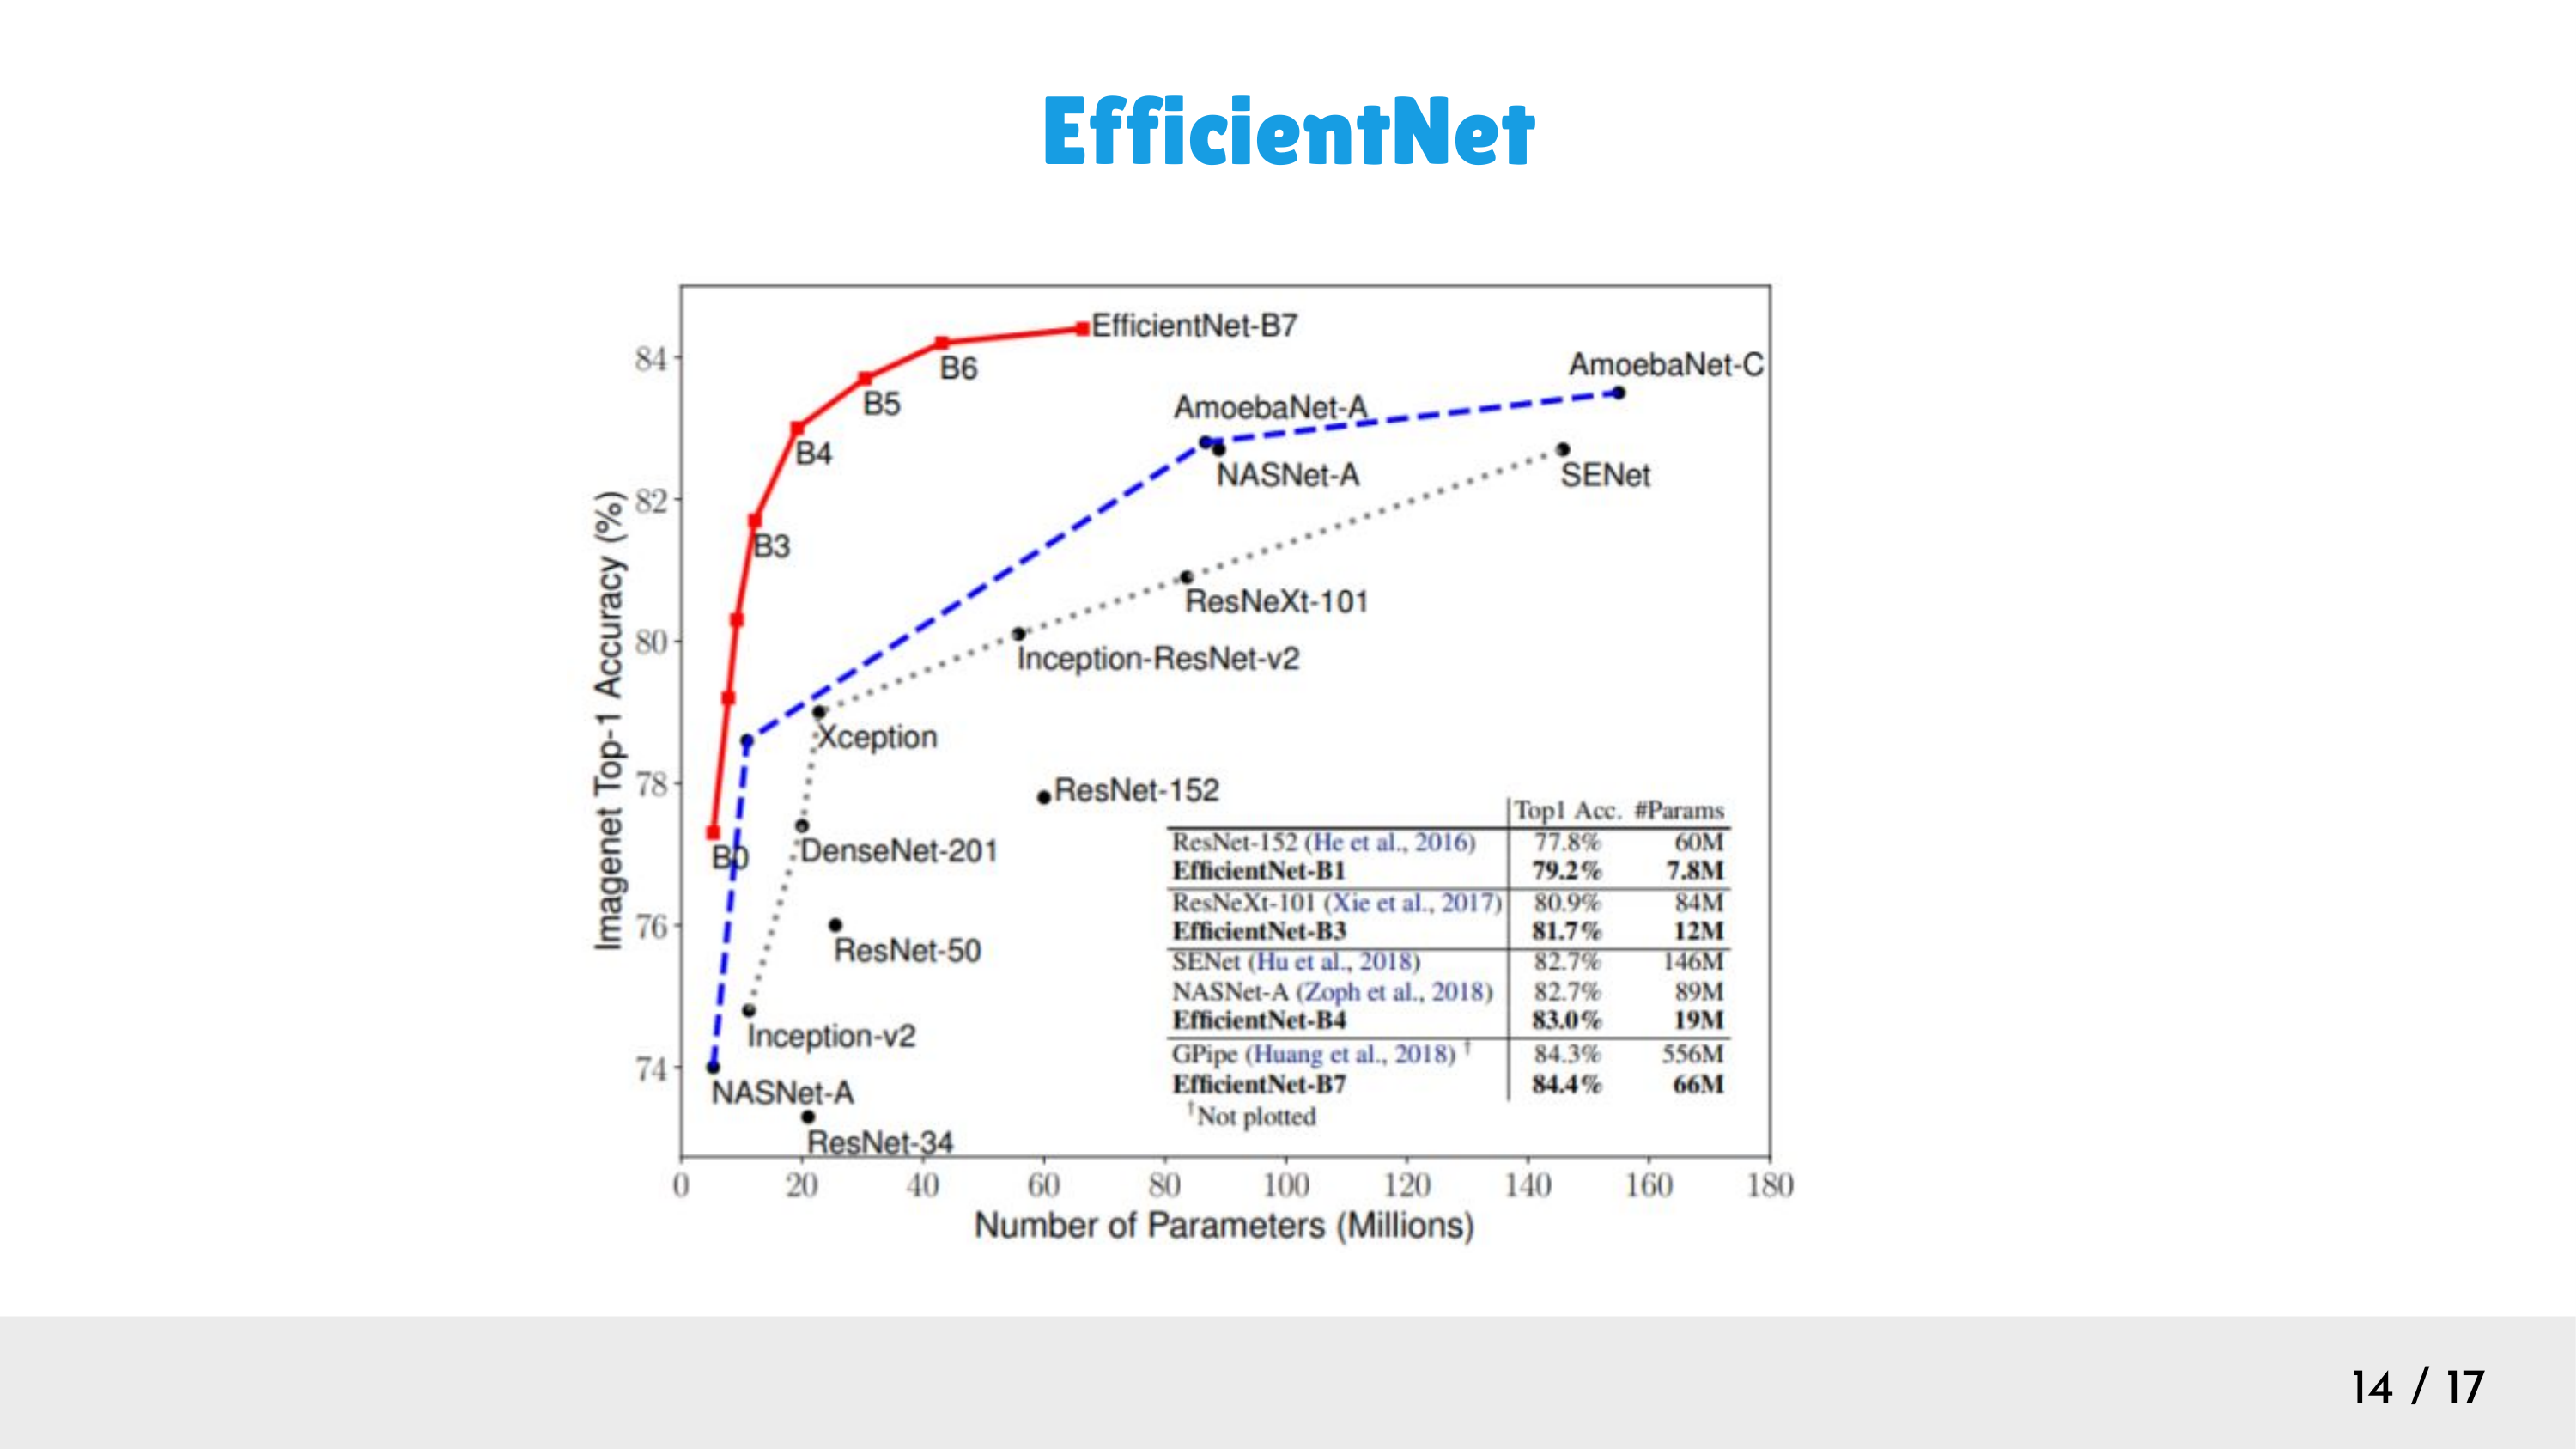 EfficientNet
EfficientNet-B7
84
AmoebaNet-C
B6
B5
AmoebaNet-A
B4
NASNet-A
SENet
82
B3
ResNeXt-101
80
Inception-ResNet-v2
Xception
78
ResNet-152
B0
DenseNet-201
76
ResNet-50
Inception-v2
74
NASNet-A
ResNet-34
Imagenet Top-1 Accuracy (%)
Top1 Acc. #Params
ResNet-152 (He et al., 2016) 77.8% 60M
EfficientNet-B1 79.2% 7.8M
ResNeXt-101 (Xie et al., 2017) 80.9% 84M
EfficientNet-B3 81.7% 12M
SENet (Hu et al., 2018) 82.7% 146M
NASNet-A (Zoph et al., 2018) 82.7% 89M
EfficientNet-B4 83.0% 19M
GPipe (Huang et al., 2018) † 84.3% 556M
EfficientNet-B7 84.4% 66M
†Not plotted
0 20 40 60 80 100 120 140 160 180
Number of Parameters (Millions)
14 / 17